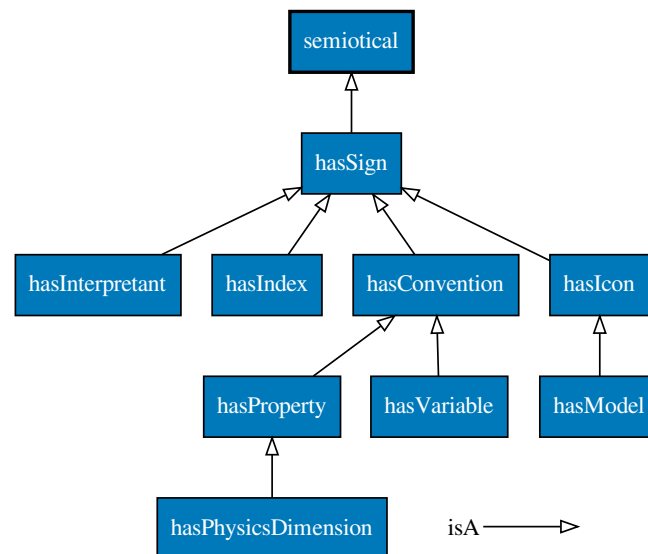 semiotical
hasSign
hasInterpretant
hasIndex
hasConvention
hasIcon
hasProperty
hasVariable
hasModel
hasPhysicsDimension
isA